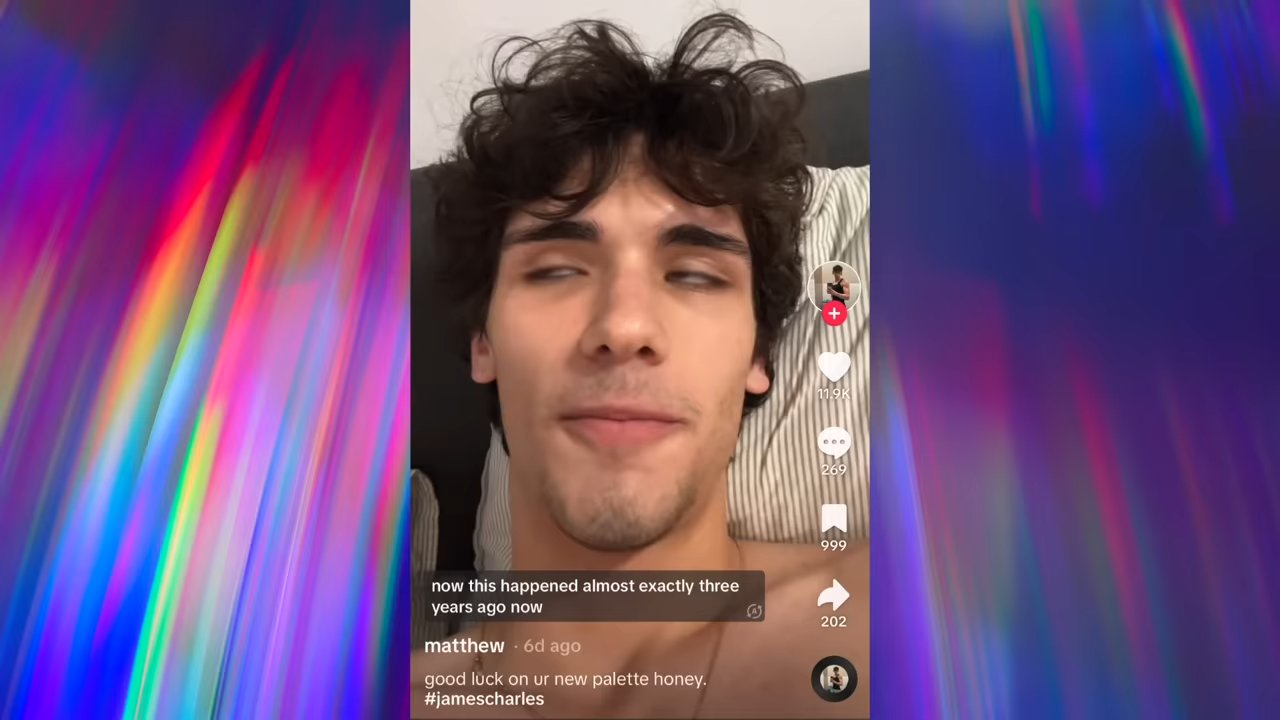 11.9K
269
999
202
now this happened almost exactly three
years ago now
matthew · 6d ago
good luck on ur new palette honey.
#jamescharles